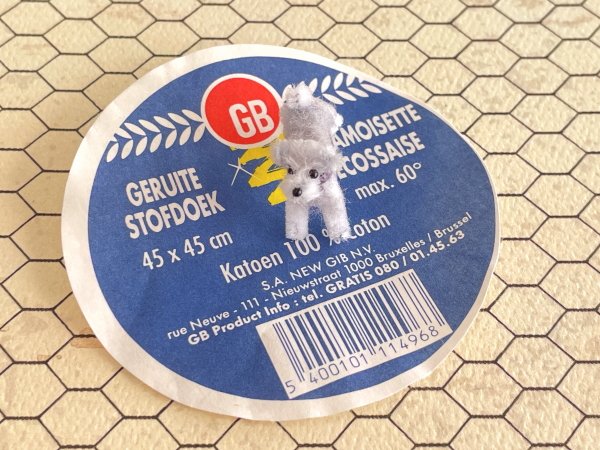 GB
GERUITE
STOFDOEK
45 x 45 cm
AMOISETTE
ECOSSAISE
max. 60°
Katoen 100 % coton
S.A. NEW GIB N.V.
rue Neuve - 111 - Nieuwstraat 1000 Bruxelles / Brussel
GB Product Info : tel. GRATIS 080 / 01.45.63
5 400101 114968